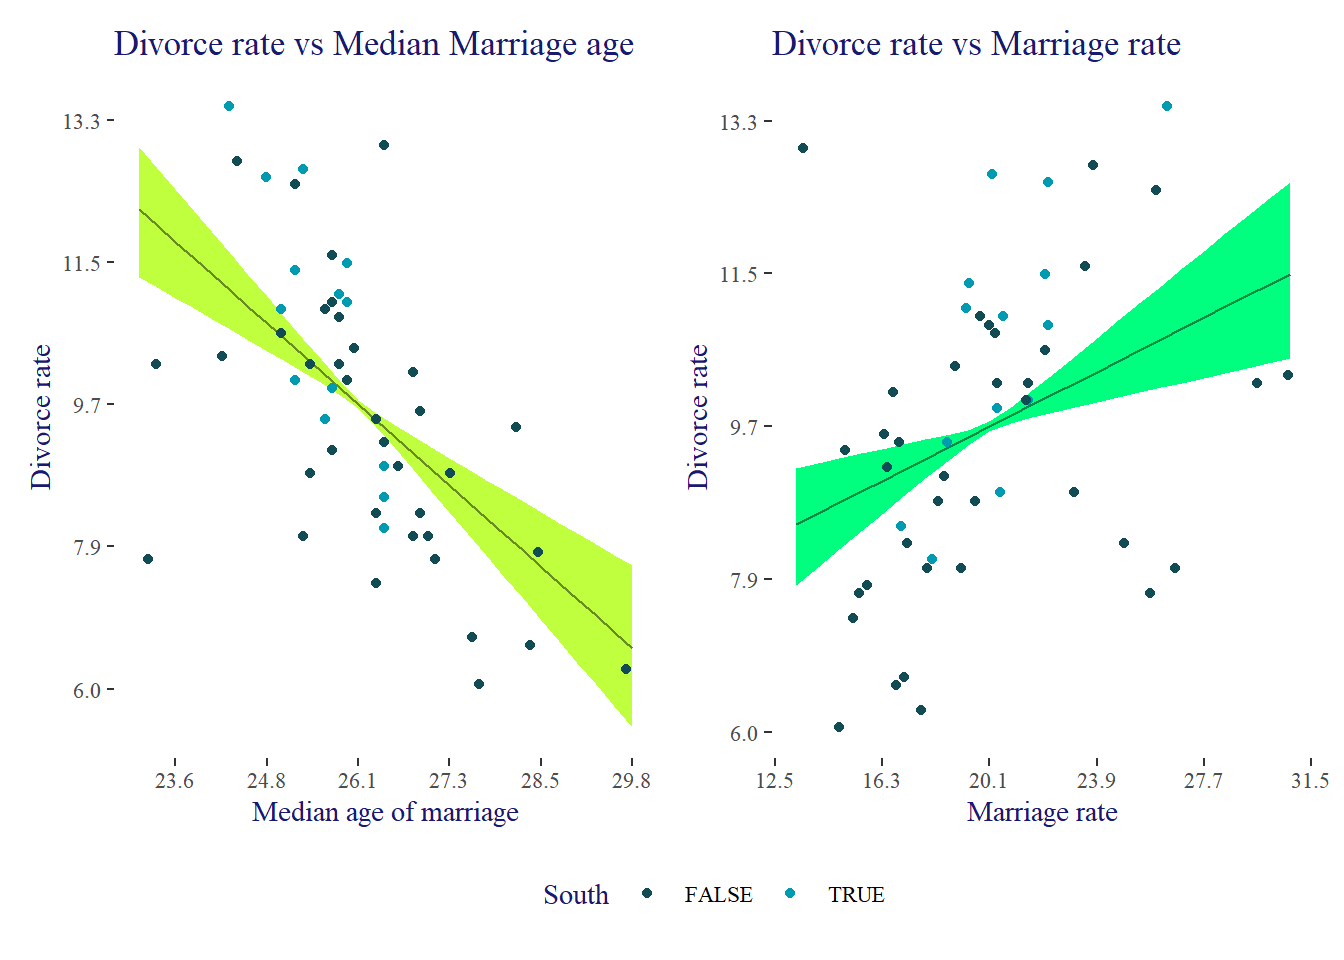 Divorce rate vs Median Marriage age
Divorce rate
13.3
11.5
9.7
7.9
6.0
23.6 24.8 26.1 27.3 28.5 29.8
Median age of marriage
Divorce rate vs Marriage rate
Divorce rate
13.3
11.5
9.7
7.9
6.0
12.5 16.3 20.1 23.9 27.7 31.5
Marriage rate
South FALSE TRUE